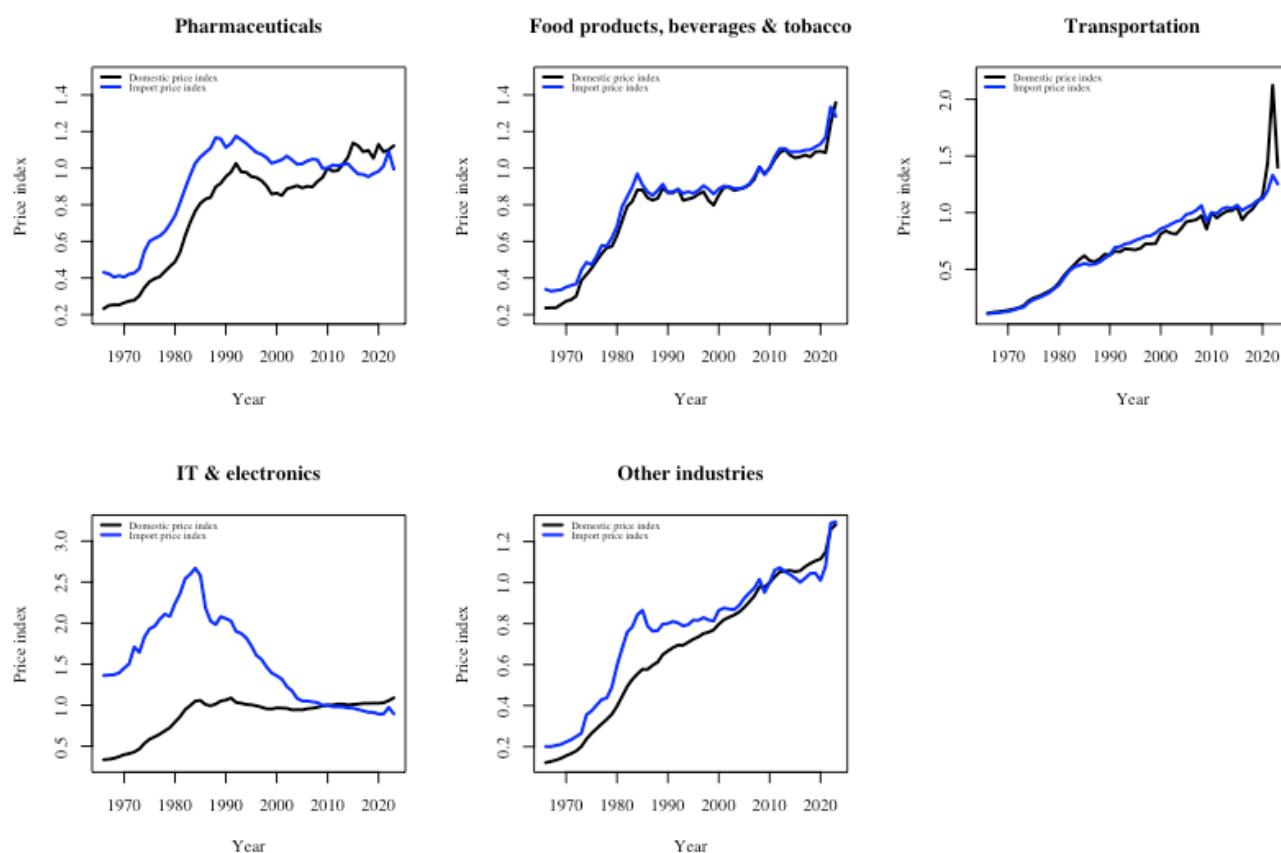 Pharmaceuticals
Domestic price index
Import price index
Price index
0.2 0.4 0.6 0.8 1.0 1.2 1.4
1970 1980 1990 2000 2010 2020
Year
Food products, beverages & tobacco
Domestic price index
Import price index
Price index
0.2 0.4 0.6 0.8 1.0 1.2 1.4
1970 1980 1990 2000 2010 2020
Year
Transportation
Domestic price index
Import price index
Price index
0.5 1.0 1.5 2.0
1970 1980 1990 2000 2010 2020
Year
IT & electronics
Domestic price index
Import price index
Price index
0.5 1.0 1.5 2.0 2.5 3.0
1970 1980 1990 2000 2010 2020
Year
Other industries
Domestic price index
Import price index
Price index
0.2 0.4 0.6 0.8 1.0 1.2
1970 1980 1990 2000 2010 2020
Year